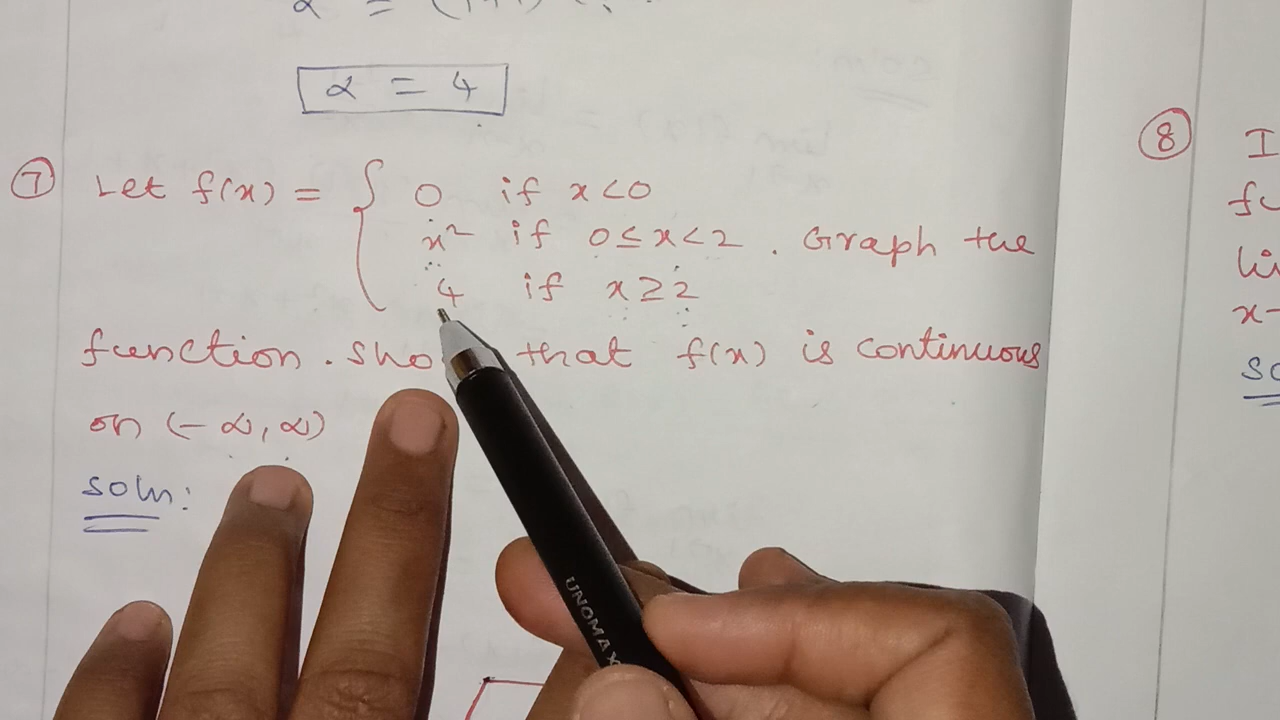 α = 4
⑦ Let f(x) = { 0 if x<0
x² if 0≤x<2 . Graph the
4 if x≥2
function. sho that f(x) is continuous
on (-∞, ∞)
soln:
⑧ I
UNOMAX